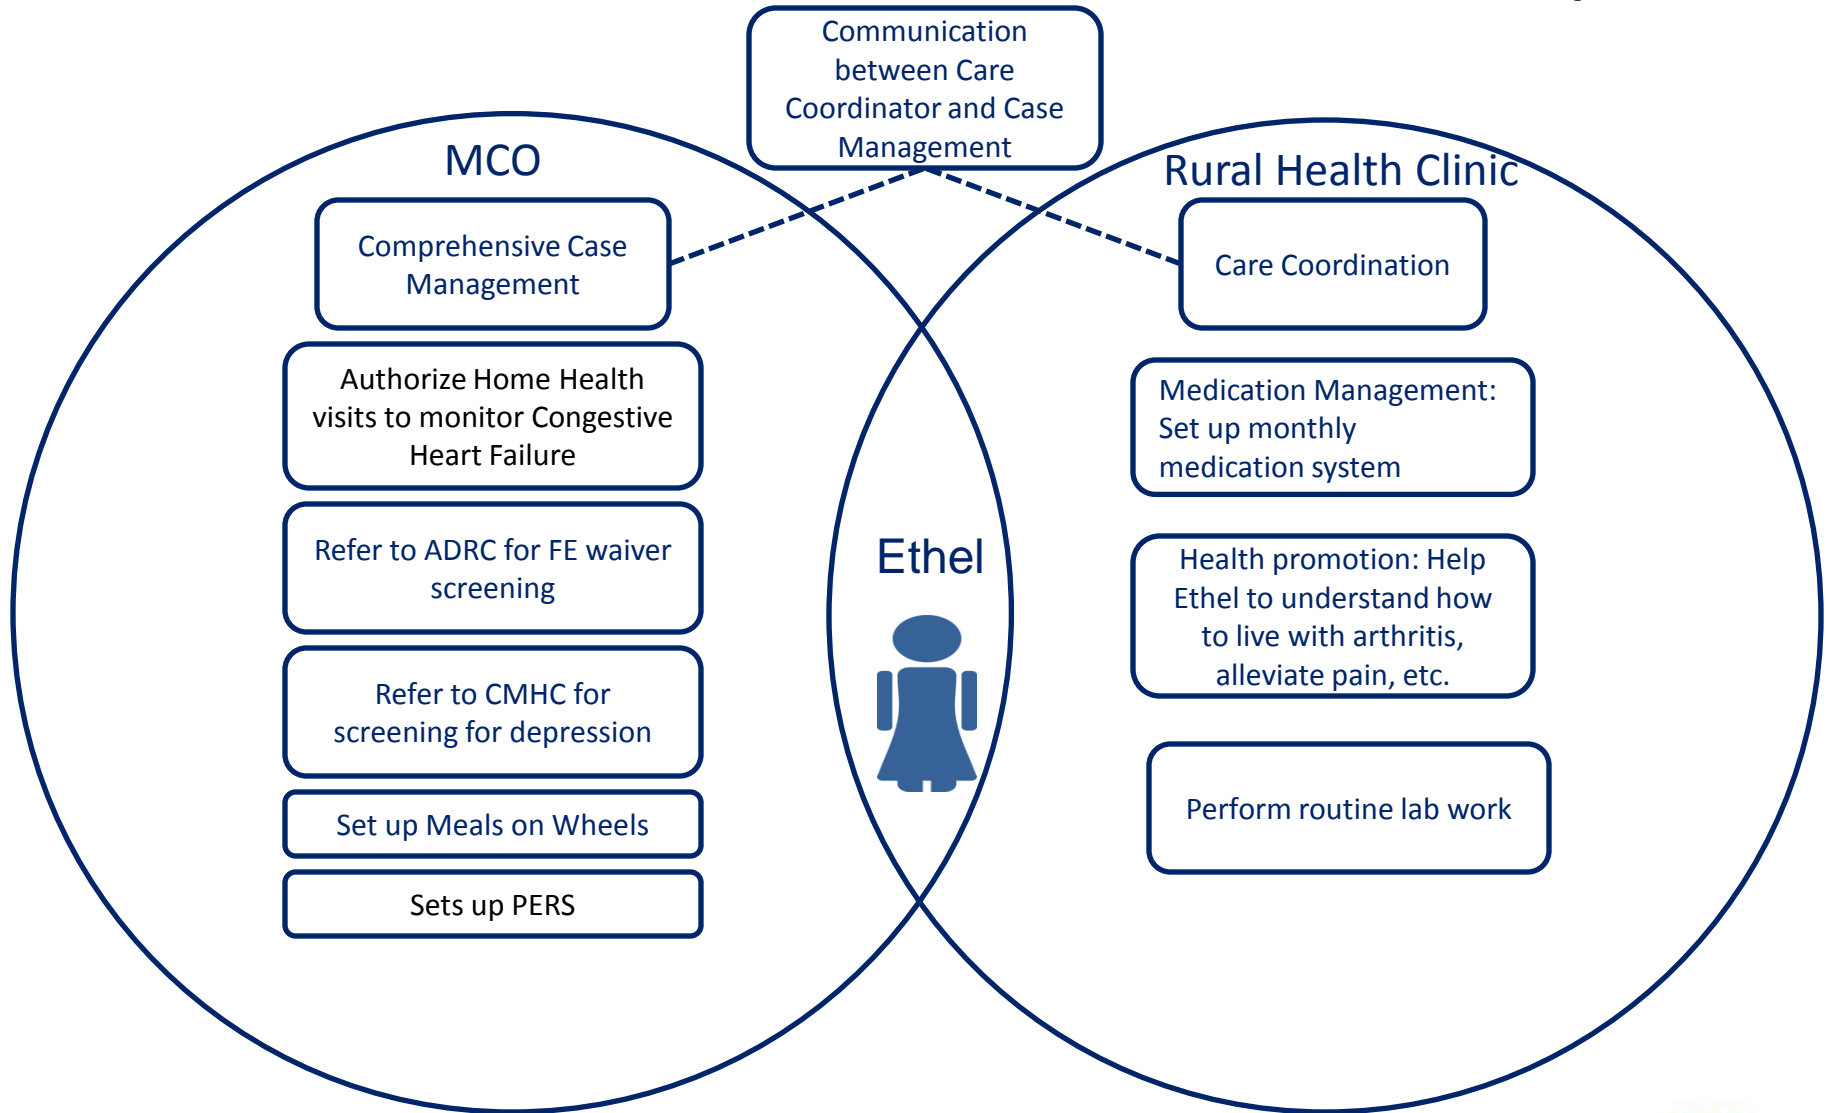 Communication
between Care
Coordinator and Case
Management
MCO
Comprehensive Case
Management
Authorize Home Health
visits to monitor Congestive
Heart Failure
Refer to ADRC for FE waiver
screening
Refer to CMHC for
screening for depression
Set up Meals on Wheels
Sets up PERS
Ethel
Rural Health Clinic
Care Coordination
Medication Management:
Set up monthly
medication system
Health promotion: Help
Ethel to understand how
to live with arthritis,
alleviate pain, etc.
Perform routine lab work